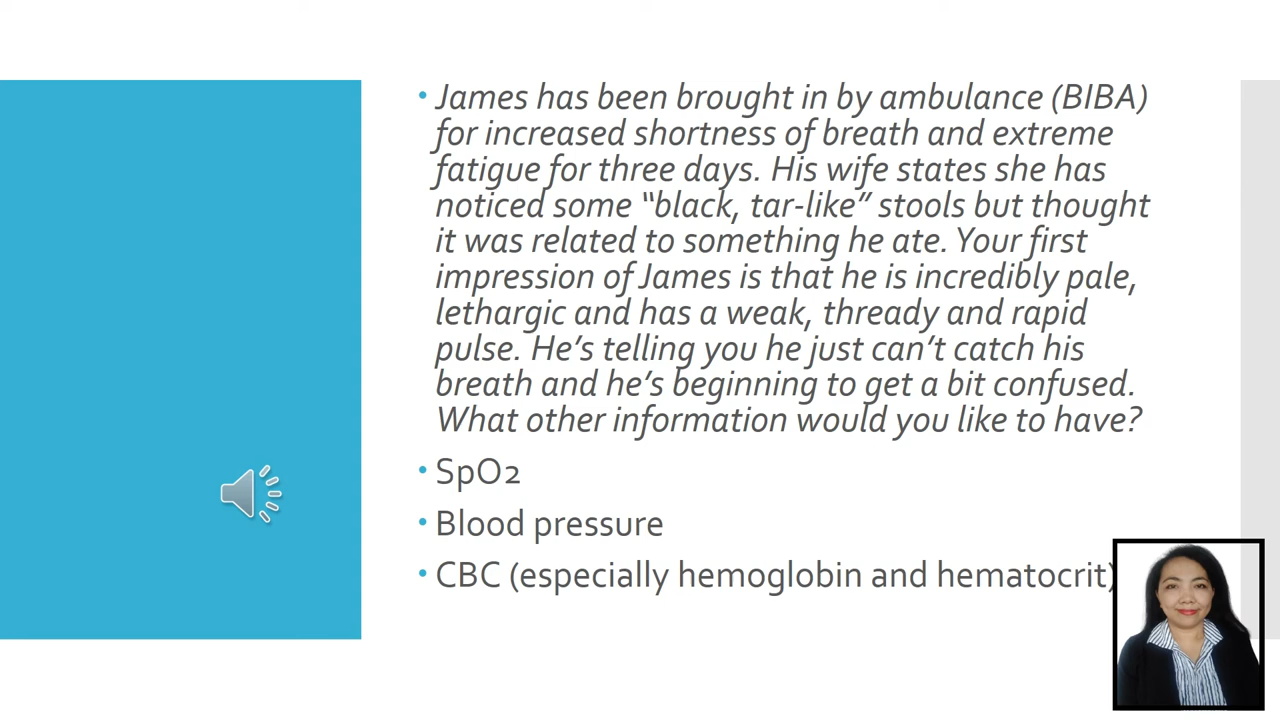 • James has been brought in by ambulance (BIBA)
for increased shortness of breath and extreme
fatigue for three days. His wife states she has
noticed some “black, tar-like” stools but thought
it was related to something he ate. Your first
impression of James is that he is incredibly pale,
lethargic and has a weak, thready and rapid
pulse. He’s telling you he just can’t catch his
breath and he’s beginning to get a bit confused.
What other information would you like to have?
• SpO2
• Blood pressure
• CBC (especially hemoglobin and hematocrit)